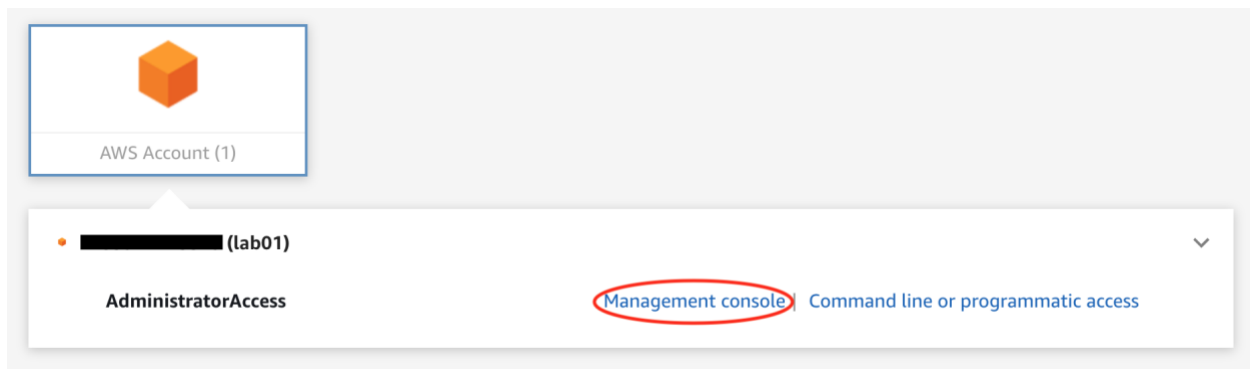 AWS Account (1)
(lab01)
AdministratorAccess
Management console | Command line or programmatic access